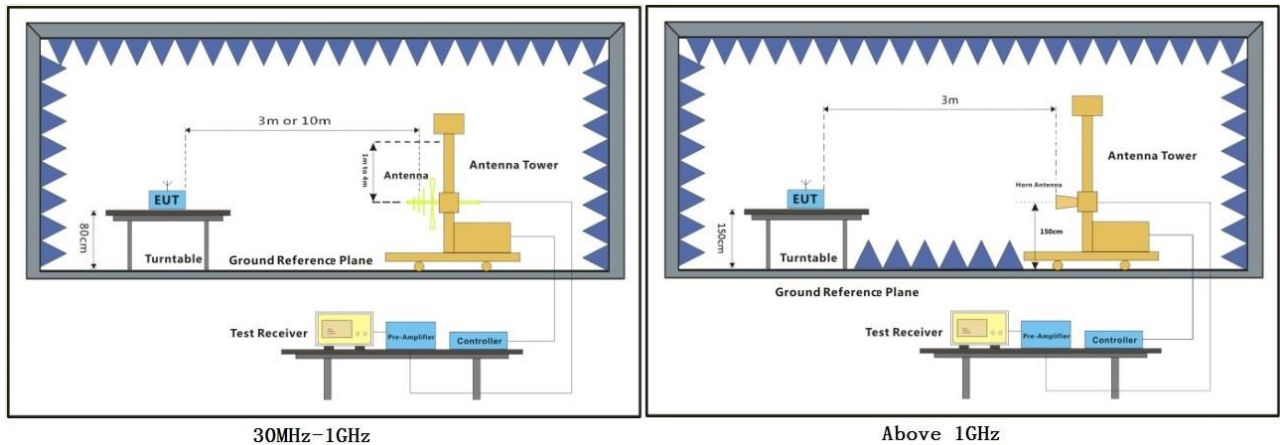 3m or 10m
1m to 4m
Antenna
Antenna Tower
EUT
80cm
Turntable
Ground Reference Plane
Test Receiver
Pre-Amplifier
Controller
30MHz-1GHz
3m
Antenna Tower
Horn Antenna
EUT
150cm
150cm
Turntable
Ground Reference Plane
Test Receiver
Pre-Amplifier
Controller
Above 1GHz